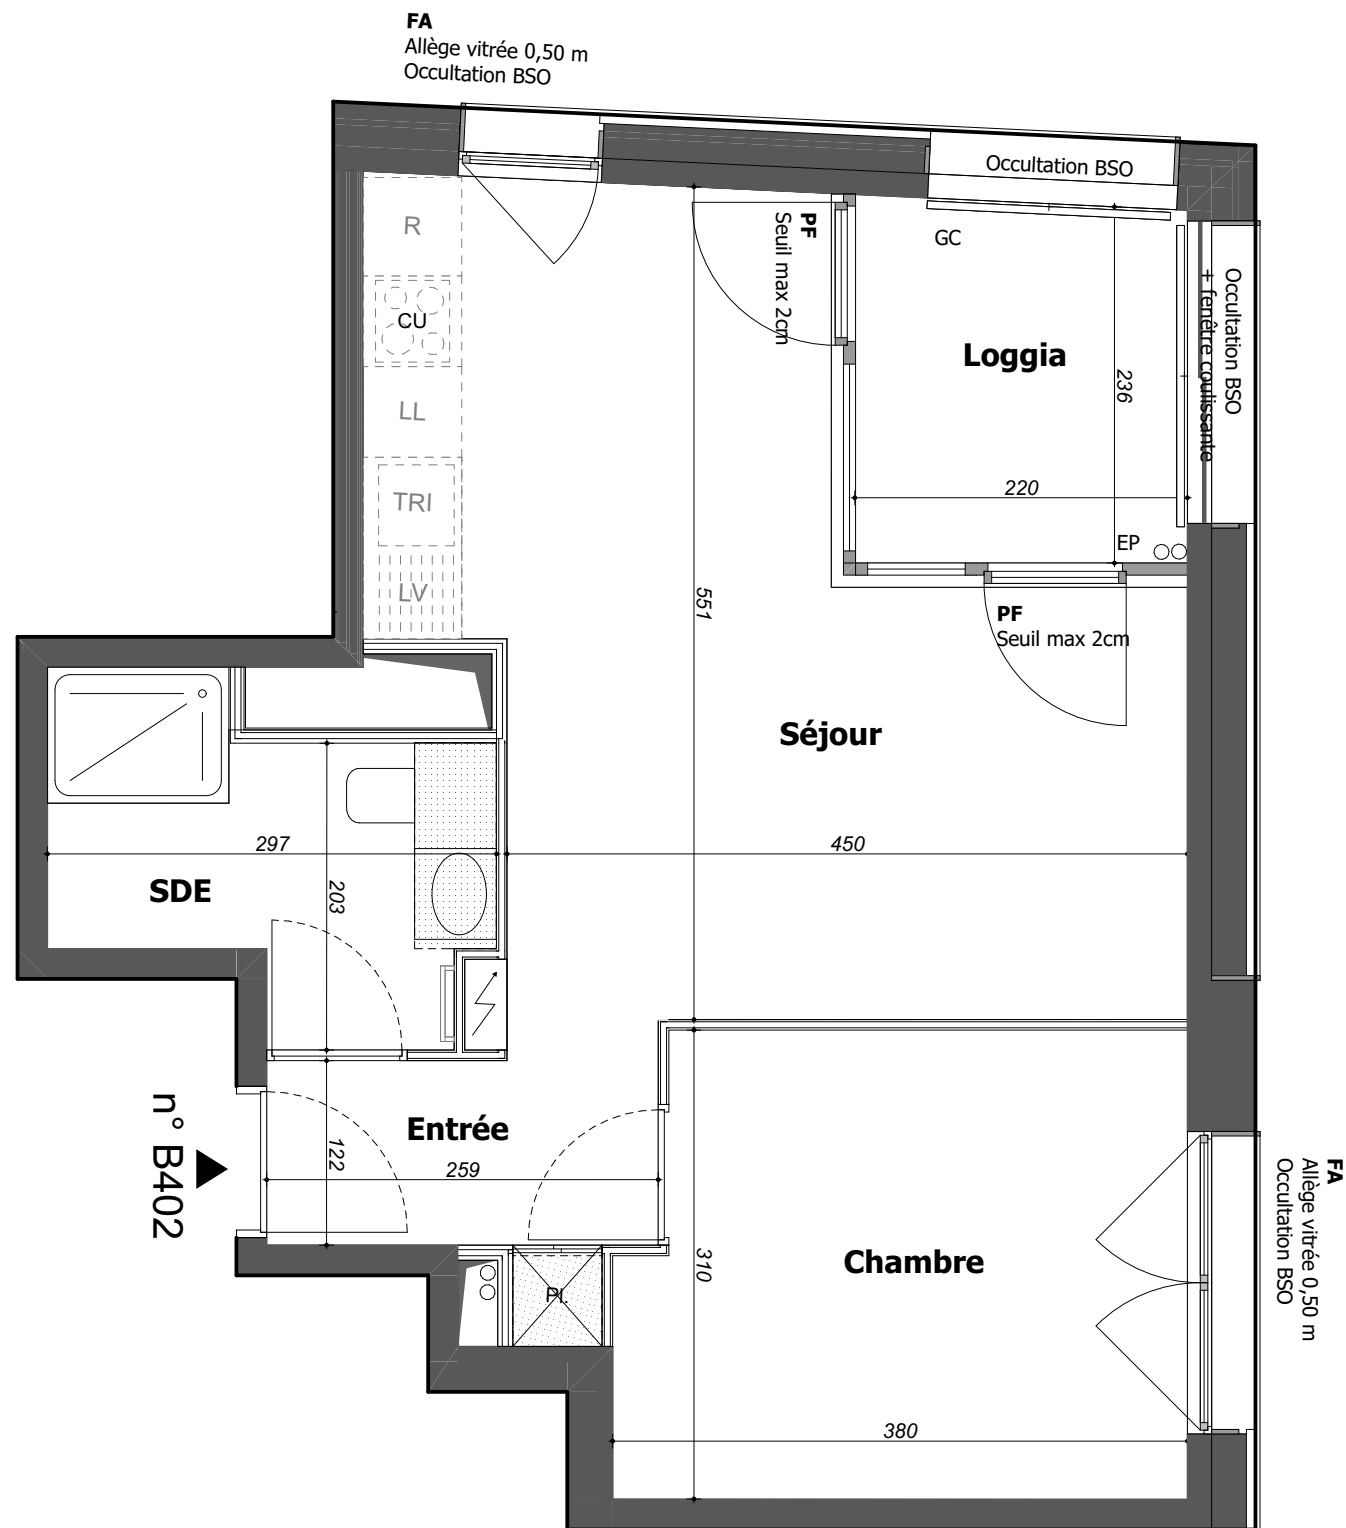 FA
Allège vitrée 0,50 m
Occultation BSO
Occultation BSO
R
PF
Seuil max 2cm
GC
Occultation BSO
+ fenêtre coulissante
CU
Loggia
236
LL
TRI
220
EP
LV
551
PF
Seuil max 2cm
Séjour
297
450
SDE
203
n° B402
Entrée
122
259
FA
Allège vitrée 0,50 m
Occultation BSO
310
Chambre
Pl.
380